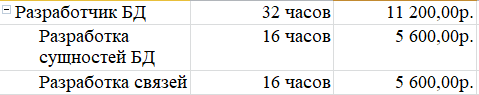 Разработчик БД 32 часов 11 200,00р.
Разработка 16 часов 5 600,00р.
сущностей БД
Разработка связей 16 часов 5 600,00р.